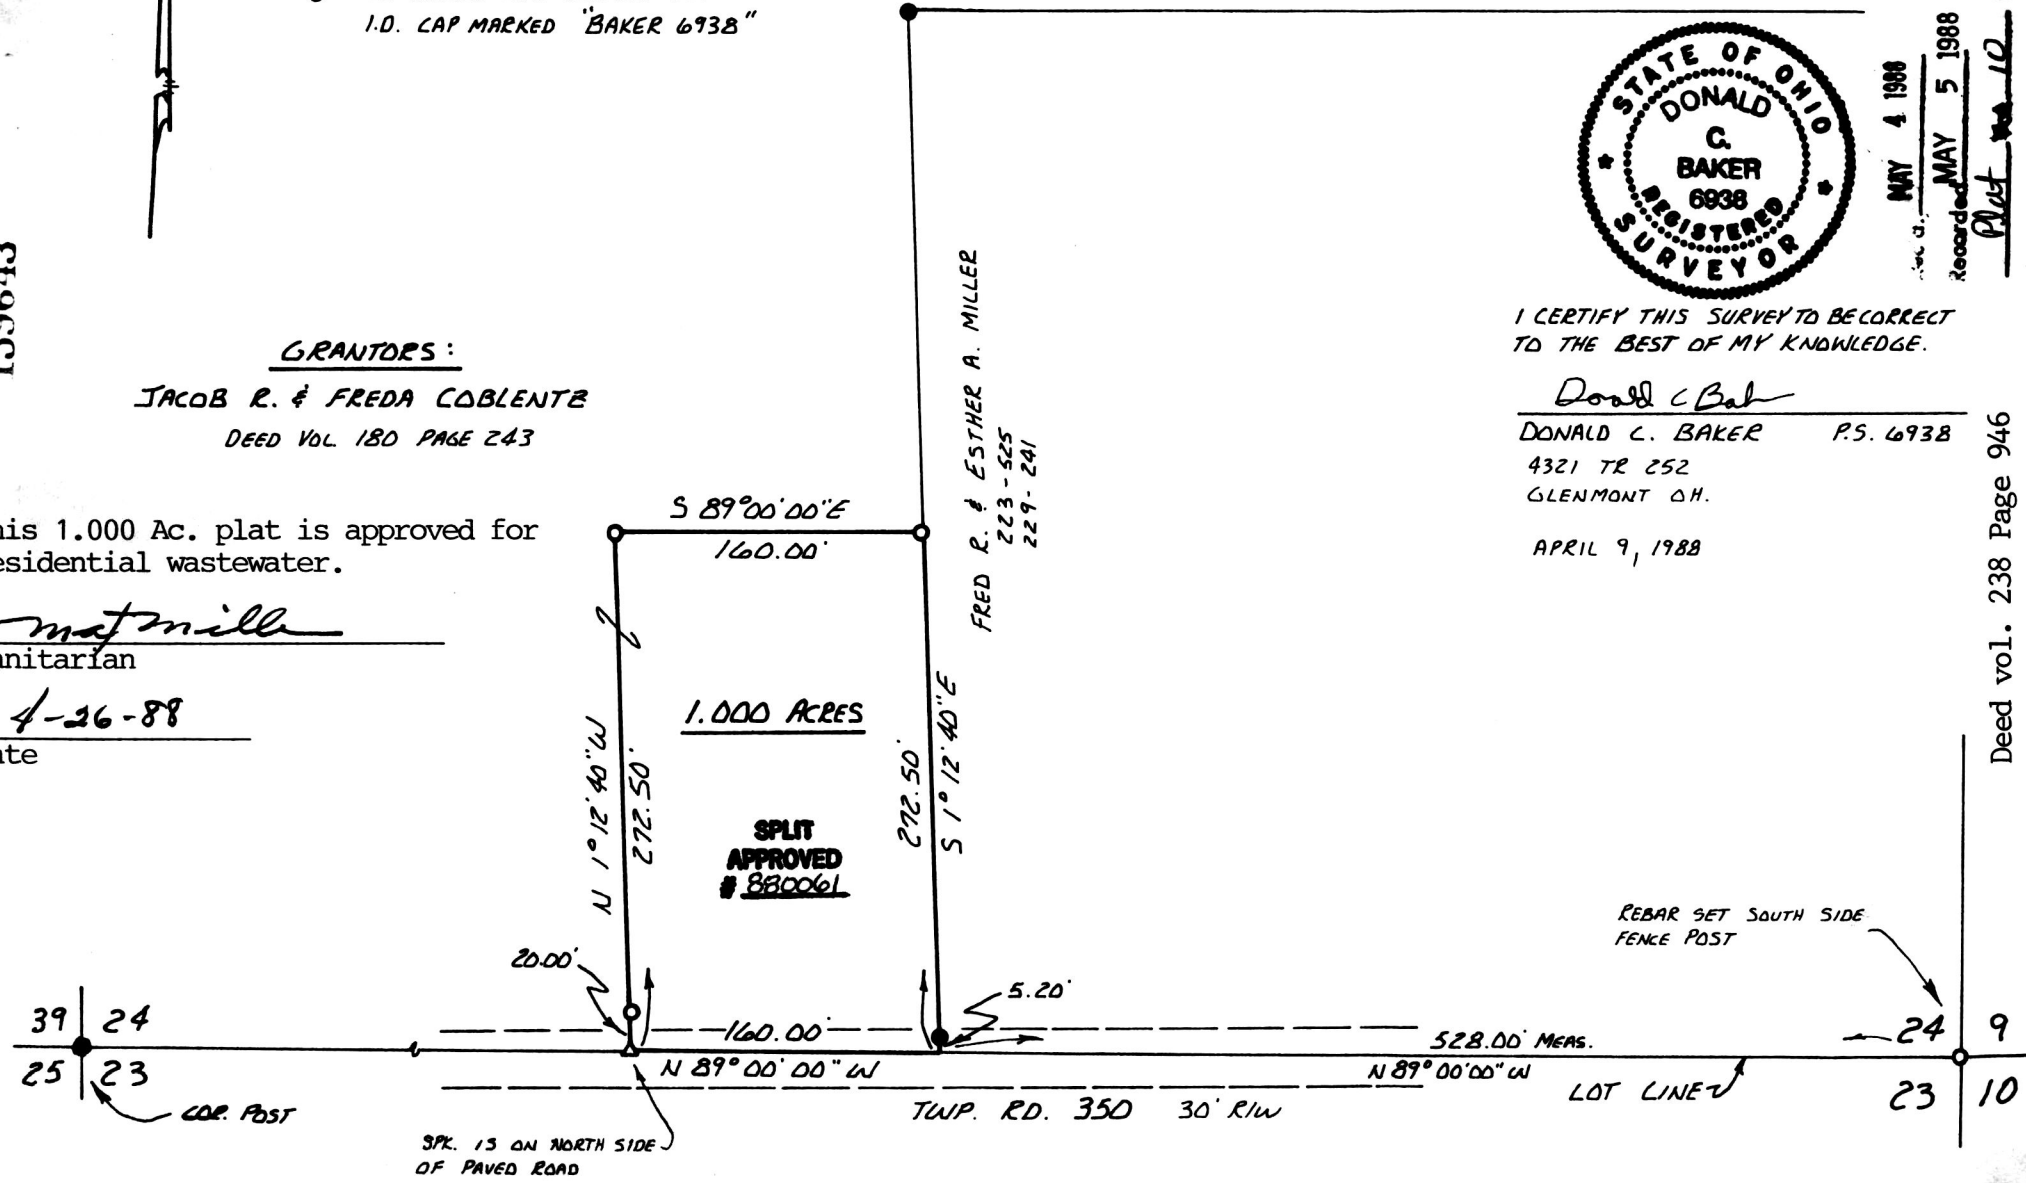 I.D. CAP MARKED "BAKER 6938"
STATE OF OHIO
DONALD
C.
BAKER
6938
REGISTERED
SURVEYOR
MAY 4 1988
Recorded MAY 5 1988
Plat 10
159643
GRANTORS:
JACOB R. & FREDA COBLENTZ
DEED VOL 180 PAGE 243
I CERTIFY THIS SURVEY TO BE CORRECT
TO THE BEST OF MY KNOWLEDGE.
Donald C Bak
DONALD C. BAKER P.S. 6938
4321 TR 252
GLENMONT OH.
APRIL 9, 1988
Deed vol. 238 Page 946
his 1.000 Ac. plat is approved for
esidential wastewater.
anitarian
4-26-88
ate
FRED R. & ESTHER A. MILLER
223-525
229-241
S 89°00'00"E
160.00'
N 1°12'40"W
272.50'
1.000 ACRES
272.50'
S 1°12'40"E
SPLIT
APPROVED
# 880061
REBAR SET SOUTH SIDE
FENCE POST
20.00'
5.20'
39 24
25 23
COR. POST
160.00'
N 89°00'00"W
528.00' MEAS.
N 89°00'00"W
24 9
23 10
LOT LINE
TWP. RD. 350 30' R/W
SPK. IS ON NORTH SIDE
OF PAVED ROAD